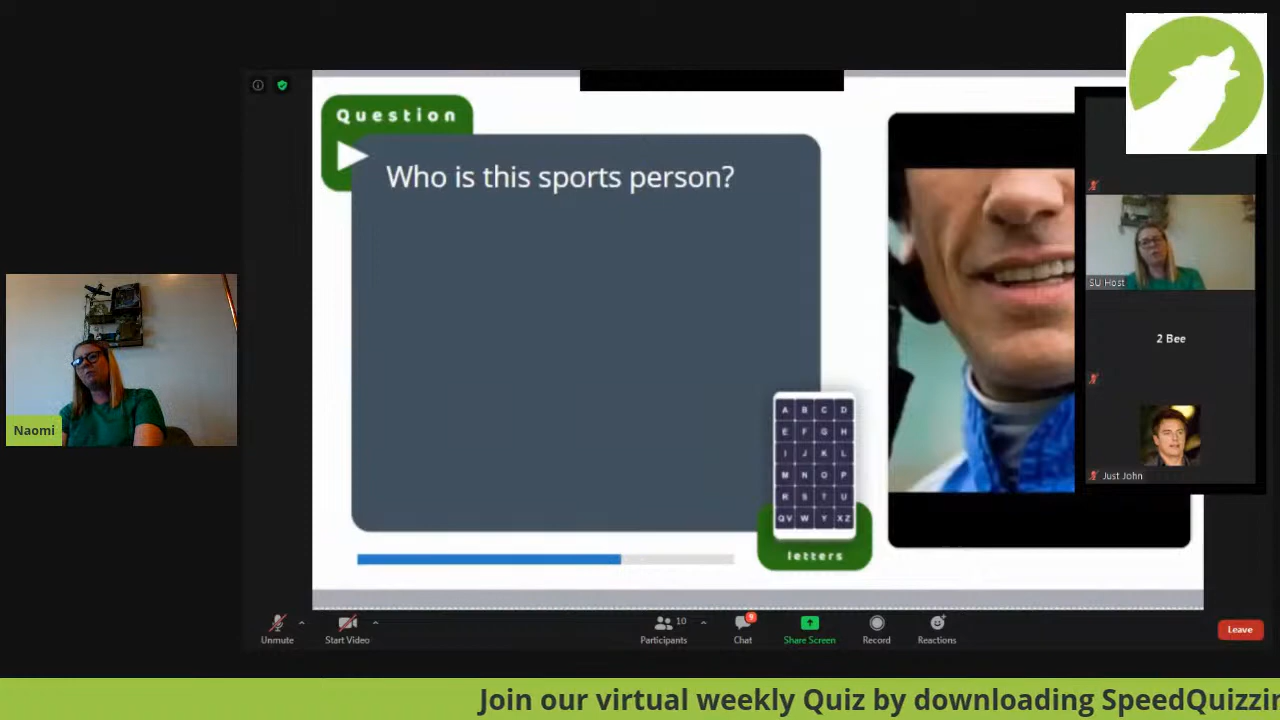 Question
Who is this sports person?
A B C D
E F G H
I J K L
M N O P
R S T U
QV W Y XZ
letters
Naomi
SU Host
2 Bee
Just John
Unmute
Start Video
10
Participants
9
Chat
Share Screen
Record
Reactions
Leave
Join our virtual weekly Quiz by downloading SpeedQuizzin